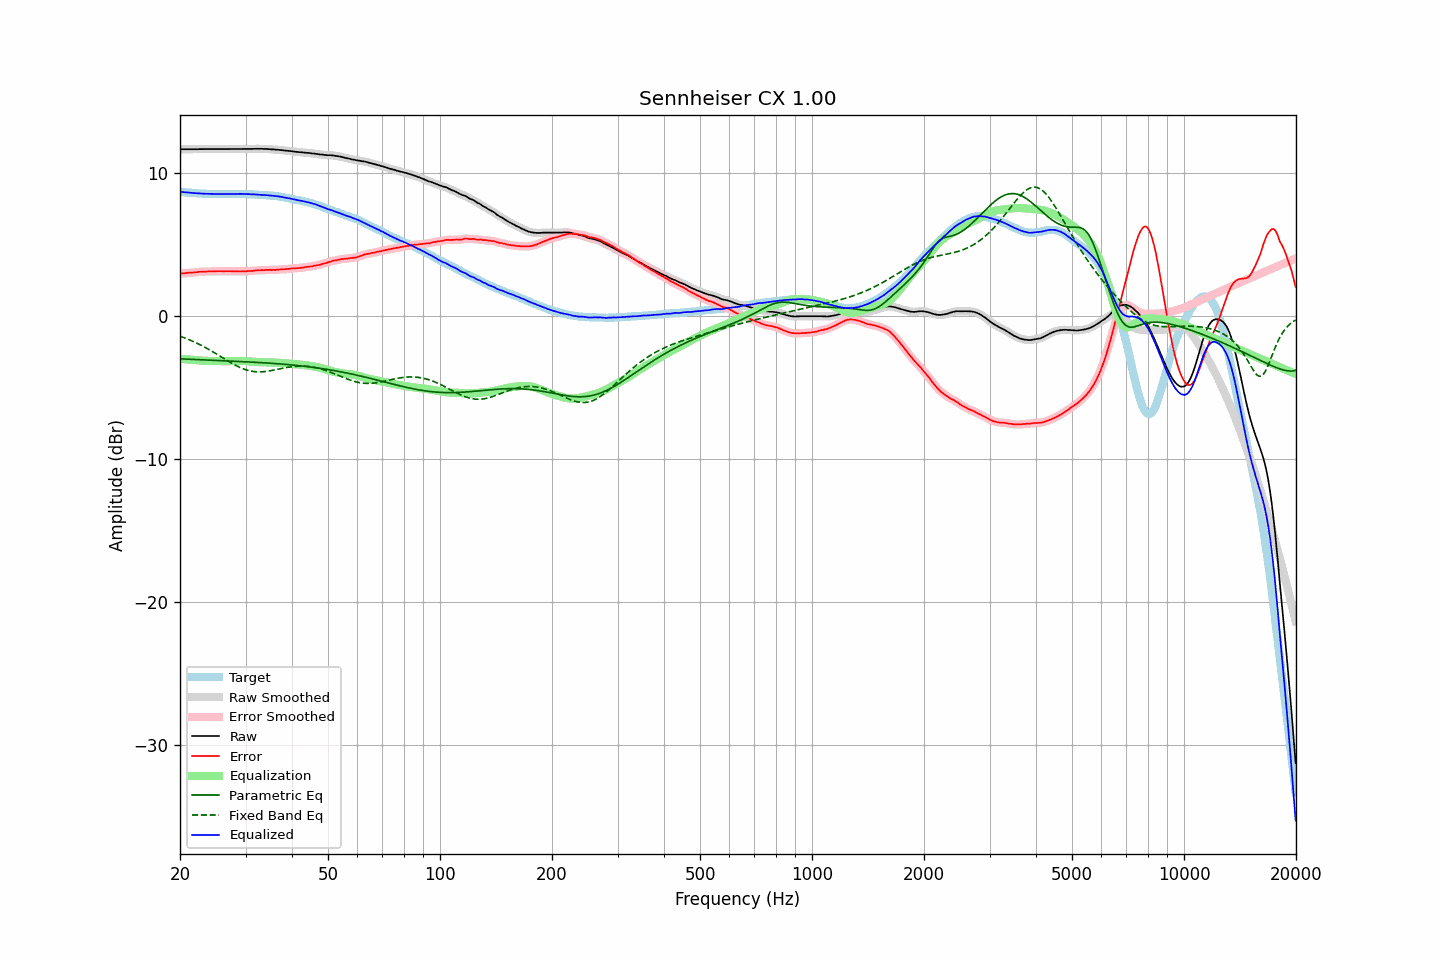 Sennheiser CX 1.00
Amplitude (dBr)
10
0
−10
−20
−30
Target
Raw Smoothed
Error Smoothed
Raw
Error
Equalization
Parametric Eq
Fixed Band Eq
Equalized
20 50 100 200 500 1000 2000 5000 10000 20000
Frequency (Hz)